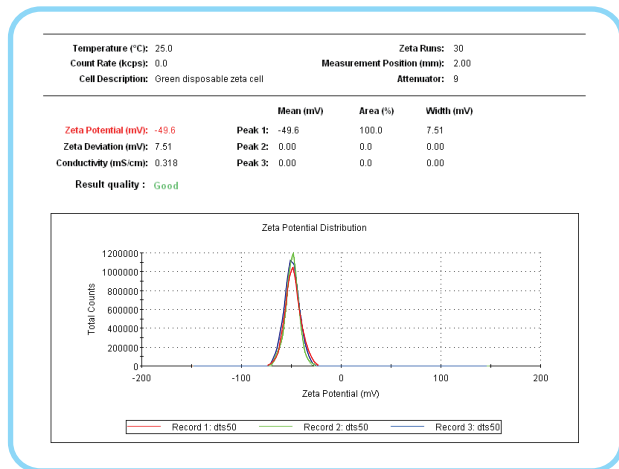 Temperature (°C): 25.0 Zeta Runs: 30
Count Rate (kcps): 0.0 Measurement Position (mm): 2.00
Cell Description: Green disposable zeta cell Attenuator: 9
Mean (mV) Area (%) Width (mV)
Zeta Potential (mV): -49.6 Peak 1: -49.6 100.0 7.51
Zeta Deviation (mV): 7.51 Peak 2: 0.00 0.0 0.00
Conductivity (mS/cm): 0.318 Peak 3: 0.00 0.0 0.00
Result quality : Good
Zeta Potential Distribution
1200000
1000000
800000
600000
400000
200000
0
Total Counts
-200 -100 0 100 200
Zeta Potential (mV)
Record 1: dts50 Record 2: dts50 Record 3: dts50